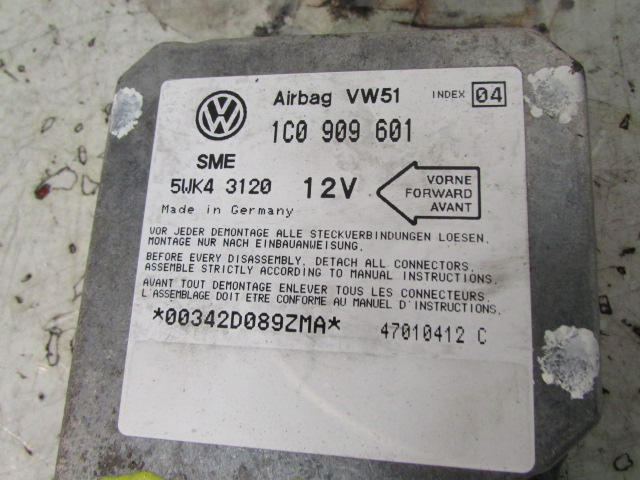 Airbag VW51 INDEX 04
1C0 909 601
SME
5WK4 3120 12V
VORNE
FORWARD
AVANT
Made in Germany
VOR JEDER DEMONTAGE ALLE STECKVERBINDUNGEN LOESEN.
MONTAGE NUR NACH EINBAUANWEISUNG.
BEFORE EVERY DISASSEMBLY, DETACH ALL CONNECTORS.
ASSEMBLE STRICTLY ACCORDING TO MANUAL INSTRUCTIONS.
AVANT TOUT DEMONTAGE ENLEVER TOUS LES CONNECTEURS.
L'ASSEMBLAGE DOIT ETRE CONFORME AU MANUEL D'INSTRUCTIONS.
*00342D089ZMA* 47010412 C